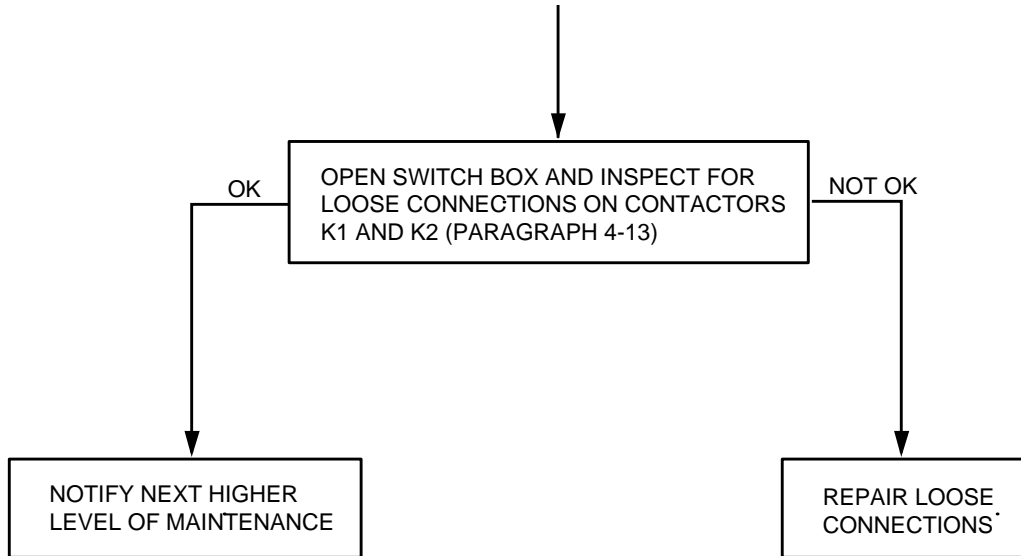 OPEN SWITCH BOX AND INSPECT FOR
LOOSE CONNECTIONS ON CONTACTORS
K1 AND K2 (PARAGRAPH 4-13)
OK
NOT OK
NOTIFY NEXT HIGHER
LEVEL OF MAINTENANCE
REPAIR LOOSE
CONNECTIONS